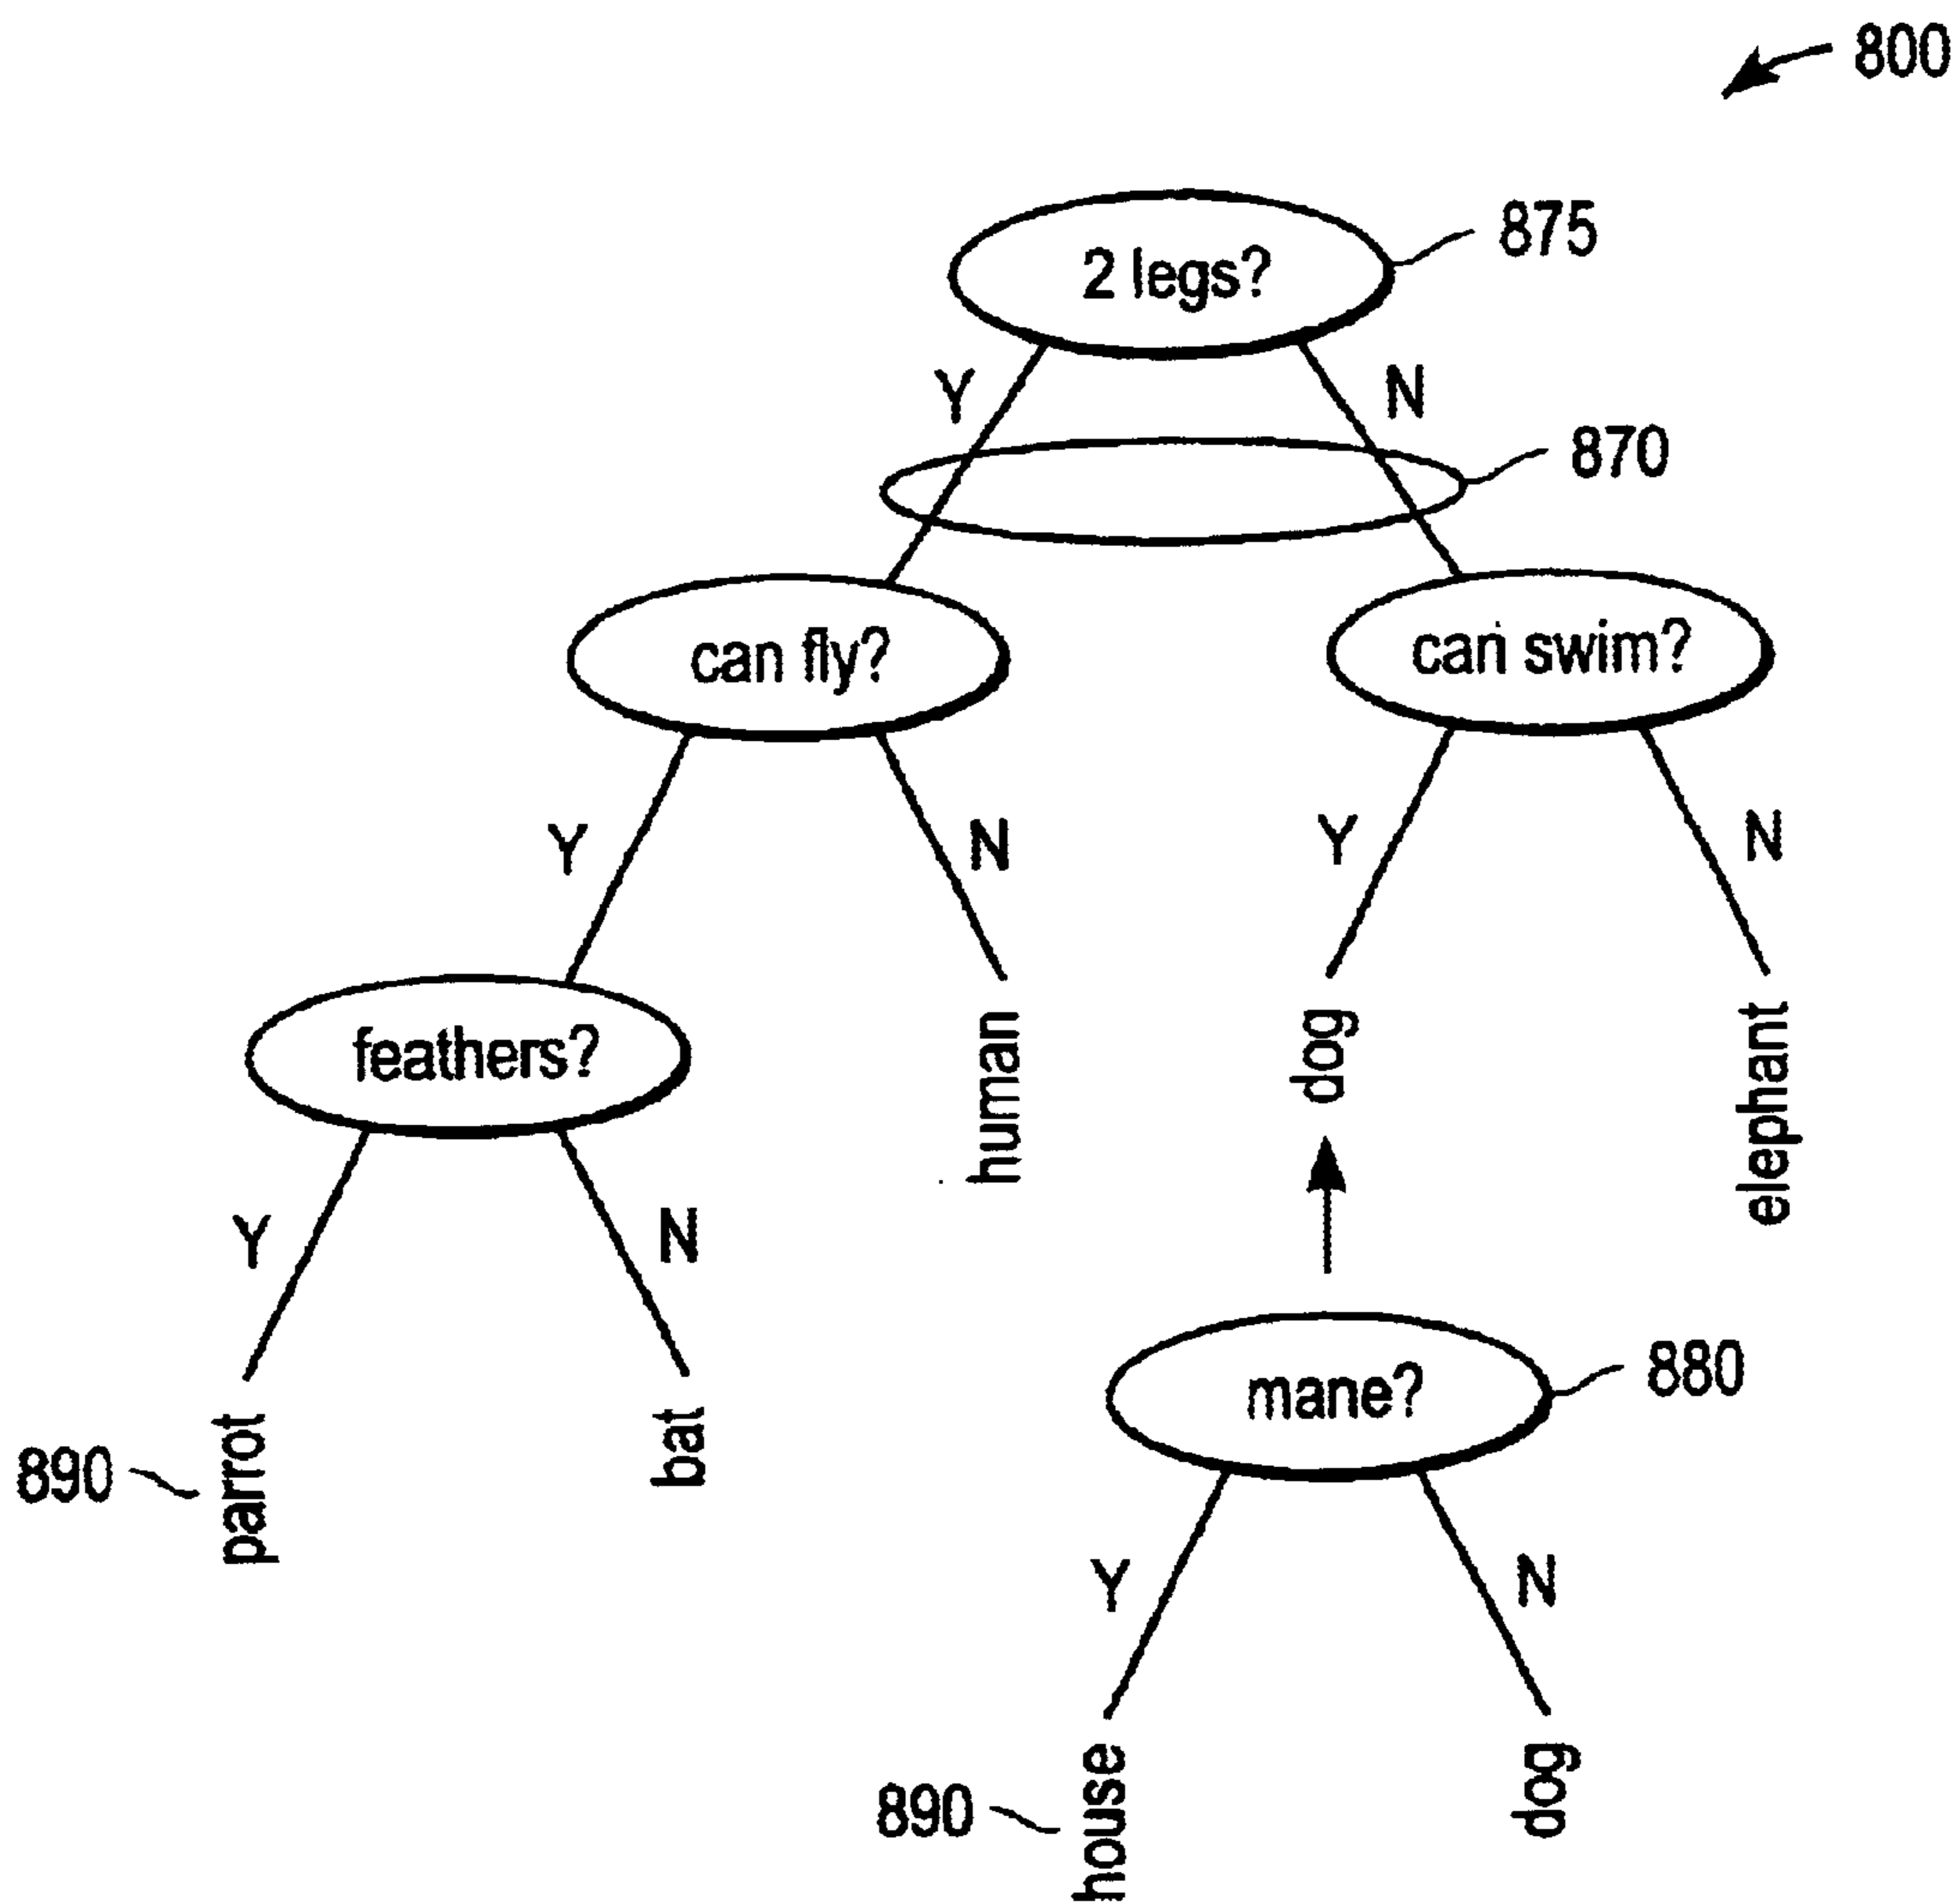 800
2 legs?
875
Y
N
870
can fly?
can swim?
Y
N
Y
N
feathers?
human
dog
elephant
Y
N
mane?
880
890
parrot
bat
Y
N
890
house
dog